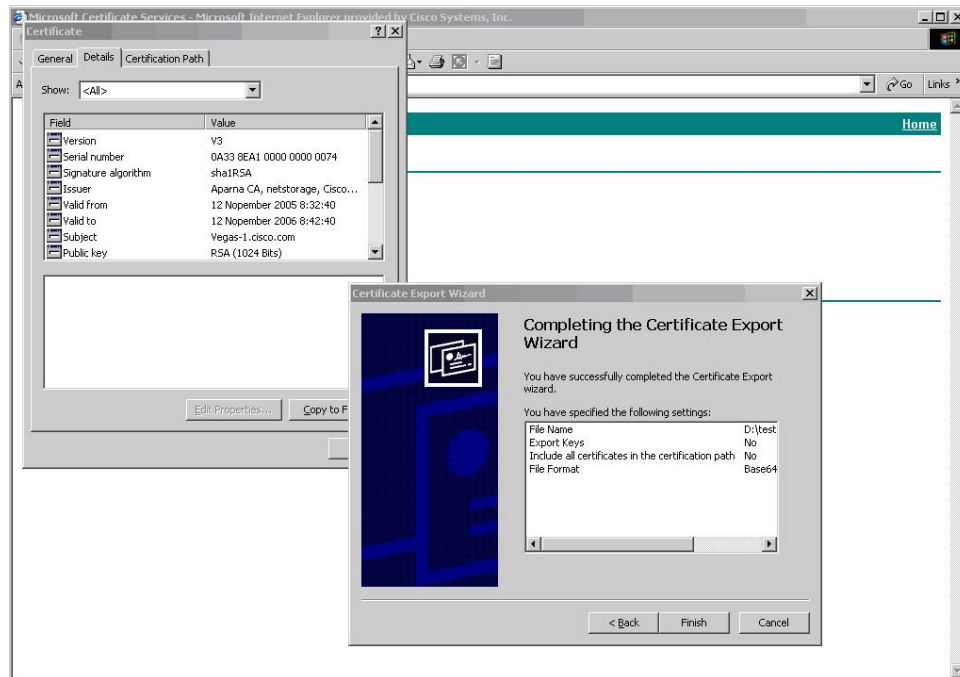 Microsoft Certificate Services - Microsoft Internet Explorer provided by Cisco Systems, Inc.
Certificate
General Details Certification Path
Show: <All>
Go Links
Home
Field Value
Version V3
Serial number 0A33 8EA1 0000 0000 0074
Signature algorithm sha1RSA
Issuer Aparna CA, netstorage, Cisco...
Valid from 12 Nopember 2005 8:32:40
Valid to 12 Nopember 2006 8:42:40
Subject Vegas-1.cisco.com
Public key RSA (1024 Bits)
Edit Properties... Copy to F
Certificate Export Wizard
Completing the Certificate Export
Wizard
You have successfully completed the Certificate Export
wizard.
You have specified the following settings:
File Name D:\test
Export Keys No
Include all certificates in the certification path No
File Format Base64
< Back Finish Cancel